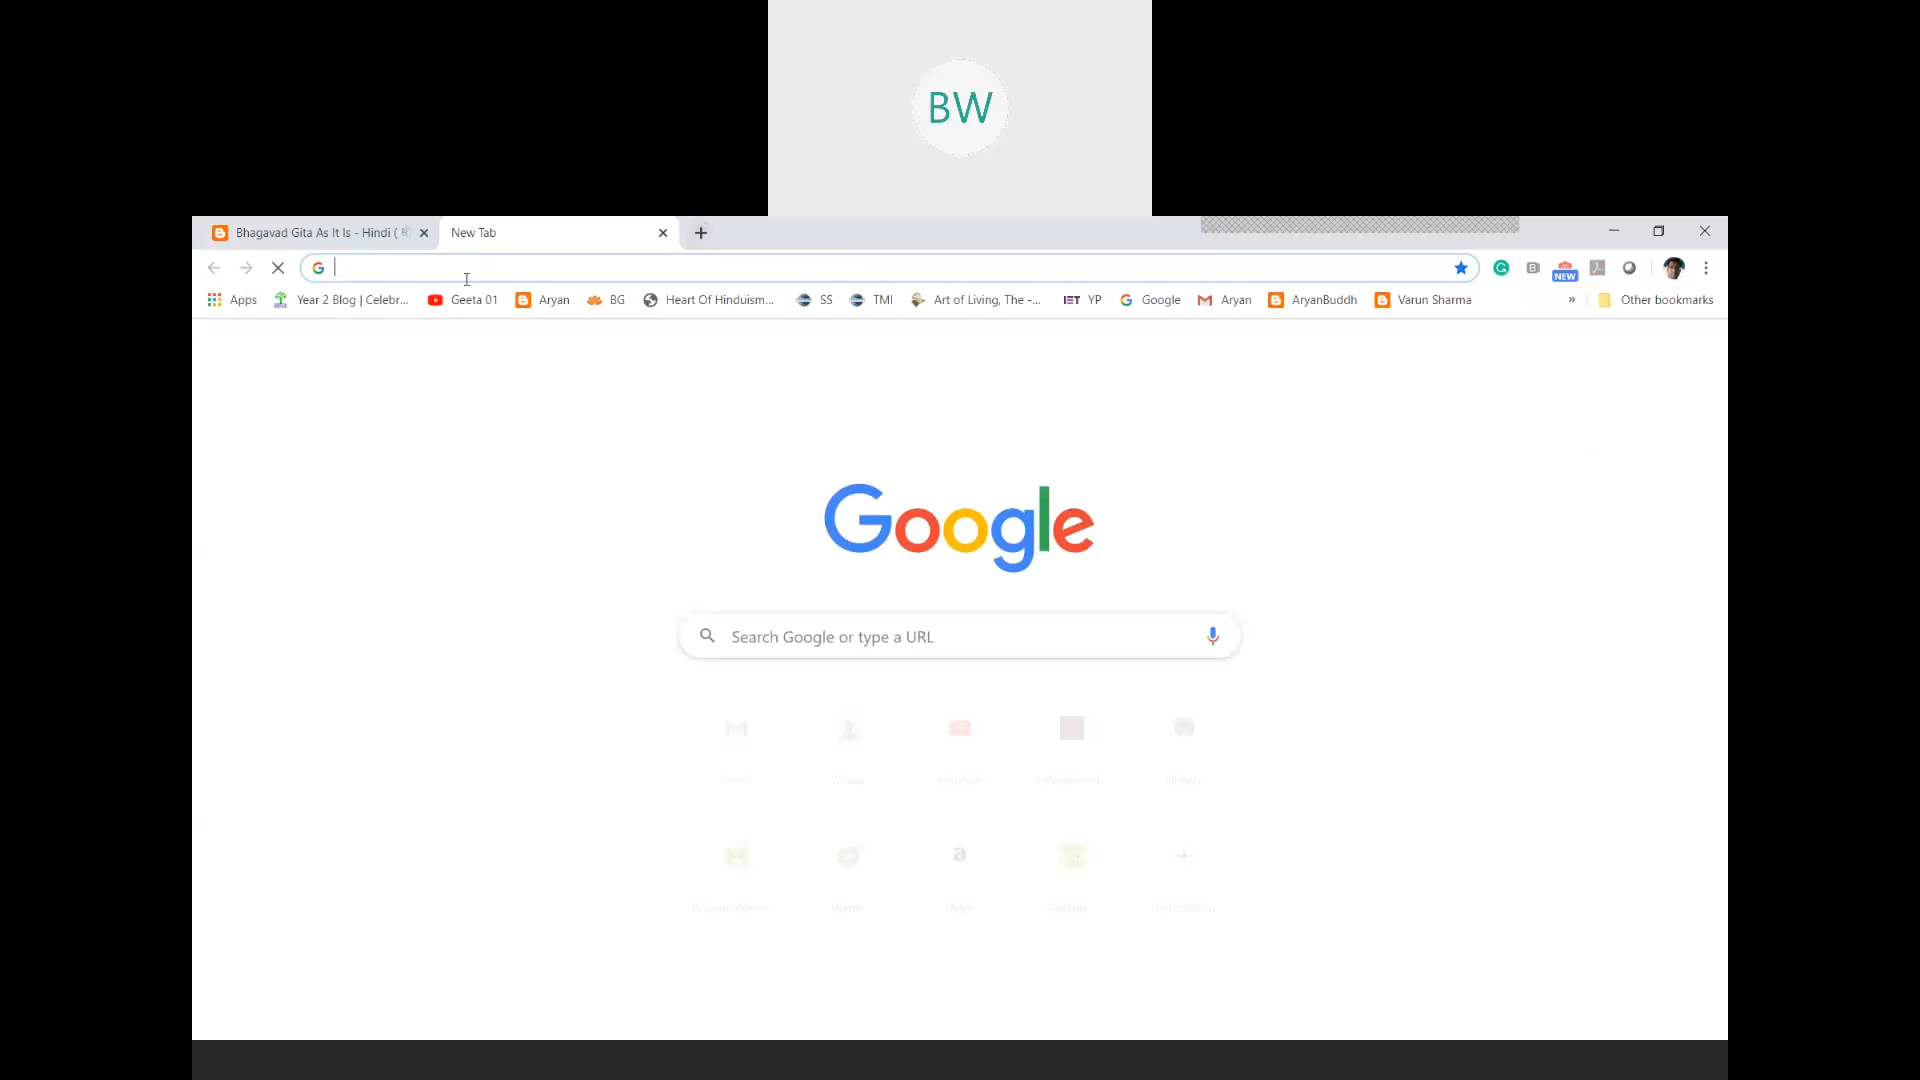 BW
Bhagavad Gita As It Is - Hindi (
New Tab
Apps Year 2 Blog | Celebr... Geeta 01 Aryan BG Heart Of Hinduism... SS TMI Art of Living, The -... IET YP Google Aryan AryanBuddh Varun Sharma » Other bookmarks
NEW
Google
Search Google or type a URL